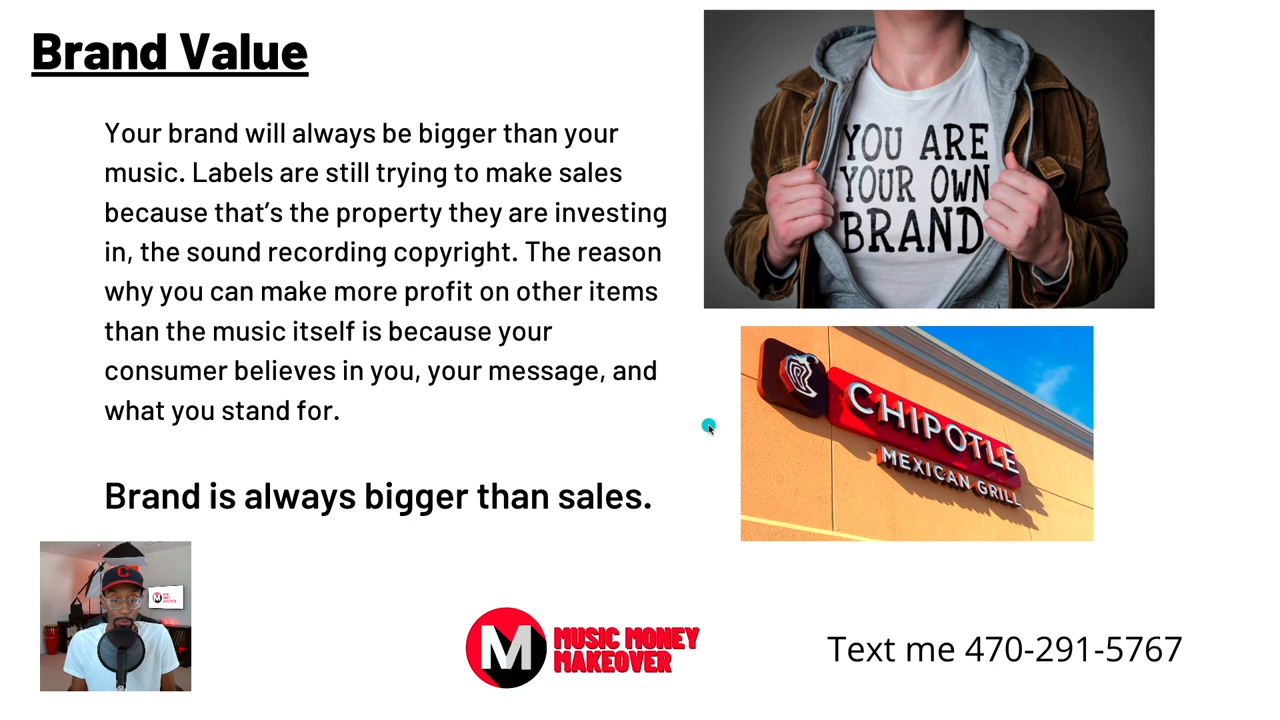 Brand Value
Your brand will always be bigger than your
music. Labels are still trying to make sales
because that’s the property they are investing
in, the sound recording copyright. The reason
why you can make more profit on other items
than the music itself is because your
consumer believes in you, your message, and
what you stand for.
Brand is always bigger than sales.
YOU ARE
YOUR OWN
BRAND
CHIPOTLE
MEXICAN GRILL
C
M
M
MUSIC MONEY
MAKEOVER
Text me 470-291-5767